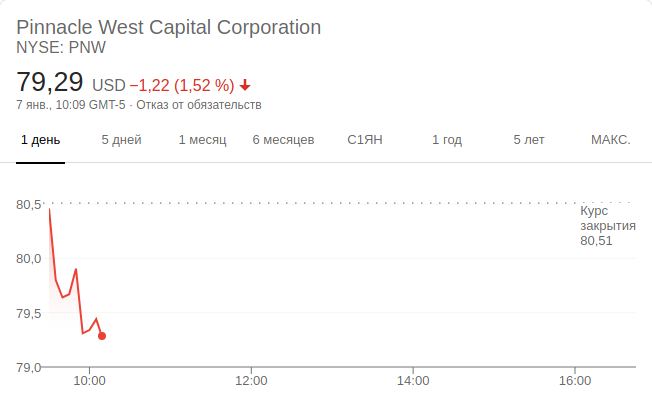 Pinnacle West Capital Corporation
NYSE: PNW
79,29 USD −1,22 (1,52 %)
7 янв., 10:09 GMT-5 · Отказ от обязательств
1 день 5 дней 1 месяц 6 месяцев С1ЯН 1 год 5 лет МАКС.
80,5
Курс
закрытия
80,51
80,0
79,5
79,0
10:00 12:00 14:00 16:00